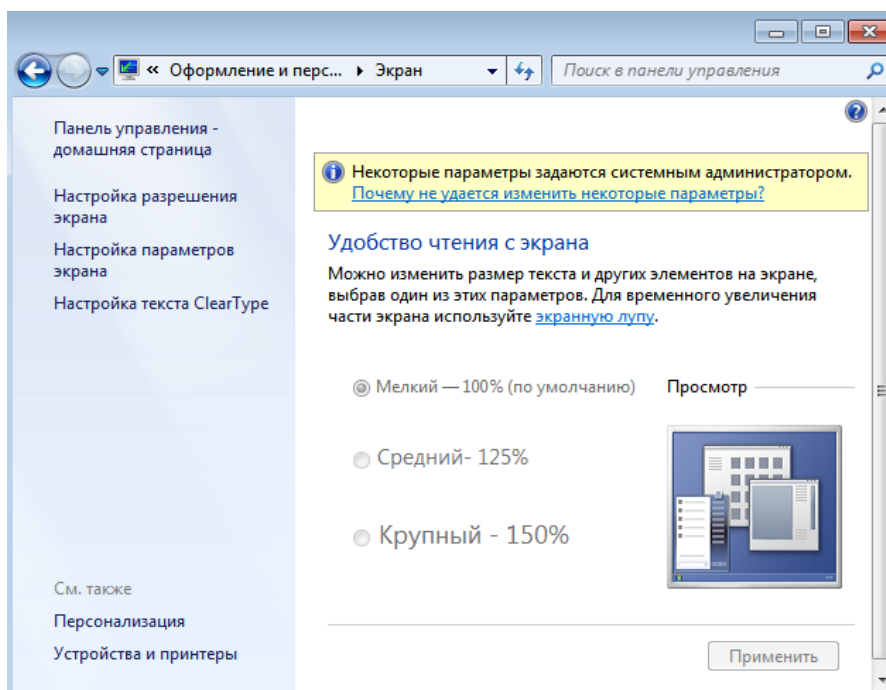 « Оформление и перс... Экран
Поиск в панели управления
Панель управления -
домашняя страница
Настройка разрешения
экрана
Настройка параметров
экрана
Настройка текста ClearType
См. также
Персонализация
Устройства и принтеры
Некоторые параметры задаются системным администратором.
Почему не удается изменить некоторые параметры?
Удобство чтения с экрана
Можно изменить размер текста и других элементов на экране,
выбрав один из этих параметров. Для временного увеличения
части экрана используйте экранную лупу.
Мелкий — 100% (по умолчанию)
Просмотр
Средний- 125%
Крупный - 150%
Применить